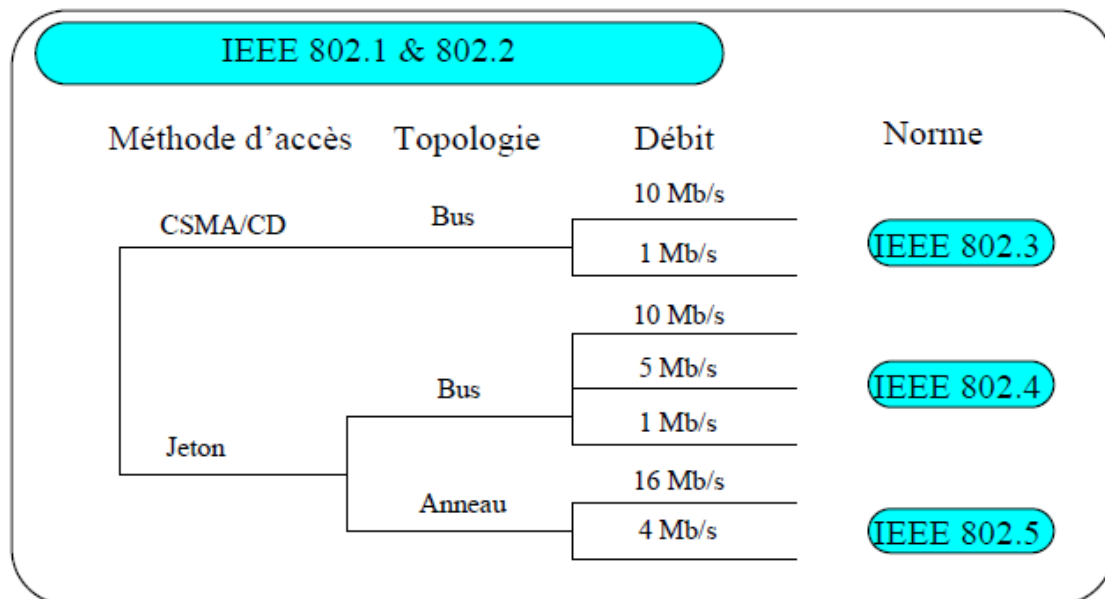 IEEE 802.1 & 802.2
Méthode d'accès Topologie Débit Norme
10 Mb/s
CSMA/CD Bus
IEEE 802.3
1 Mb/s
10 Mb/s
5 Mb/s
Bus IEEE 802.4
1 Mb/s
Jeton
16 Mb/s
Anneau
4 Mb/s IEEE 802.5